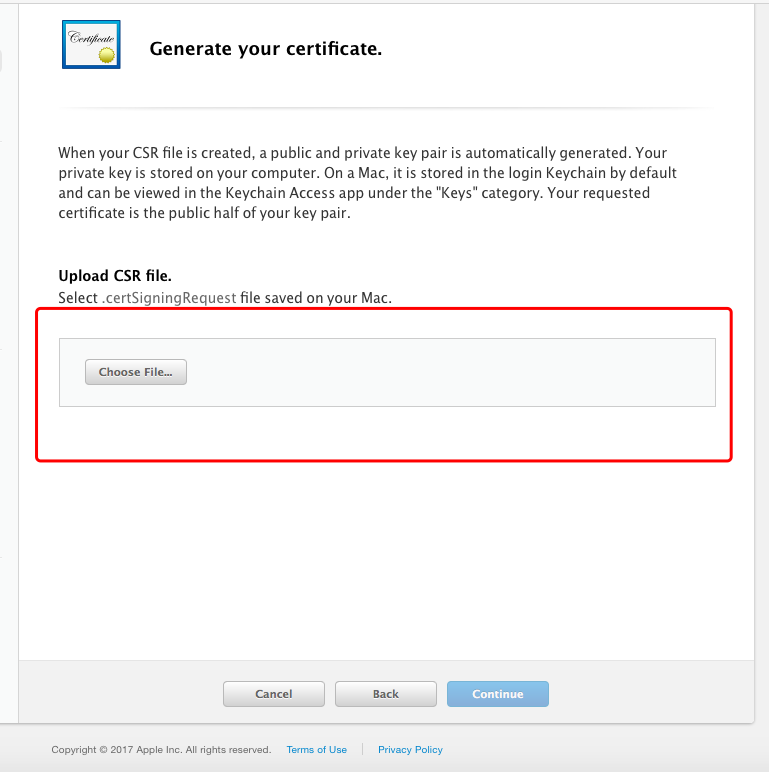 Certificate
Generate your certificate.
When your CSR file is created, a public and private key pair is automatically generated. Your
private key is stored on your computer. On a Mac, it is stored in the login Keychain by default
and can be viewed in the Keychain Access app under the "Keys" category. Your requested
certificate is the public half of your key pair.
Upload CSR file.
Select .certSigningRequest file saved on your Mac.
Choose File...
Cancel Back Continue
Copyright © 2017 Apple Inc. All rights reserved. Terms of Use Privacy Policy